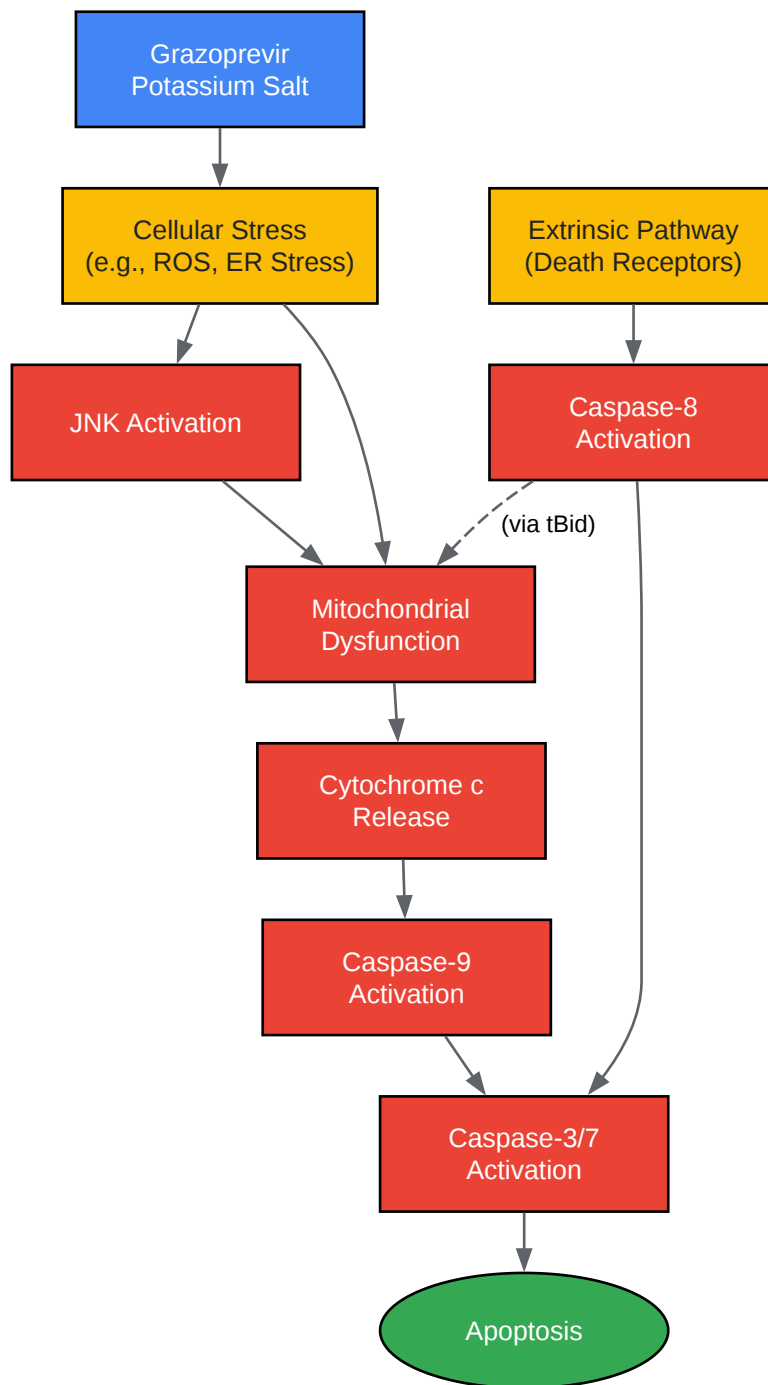 Grazoprevir
Potassium Salt
Cellular Stress
(e.g., ROS, ER Stress)
Extrinsic Pathway
(Death Receptors)
JNK Activation
Caspase-8
Activation
(via tBid)
Mitochondrial
Dysfunction
Cytochrome c
Release
Caspase-9
Activation
Caspase-3/7
Activation
Apoptosis